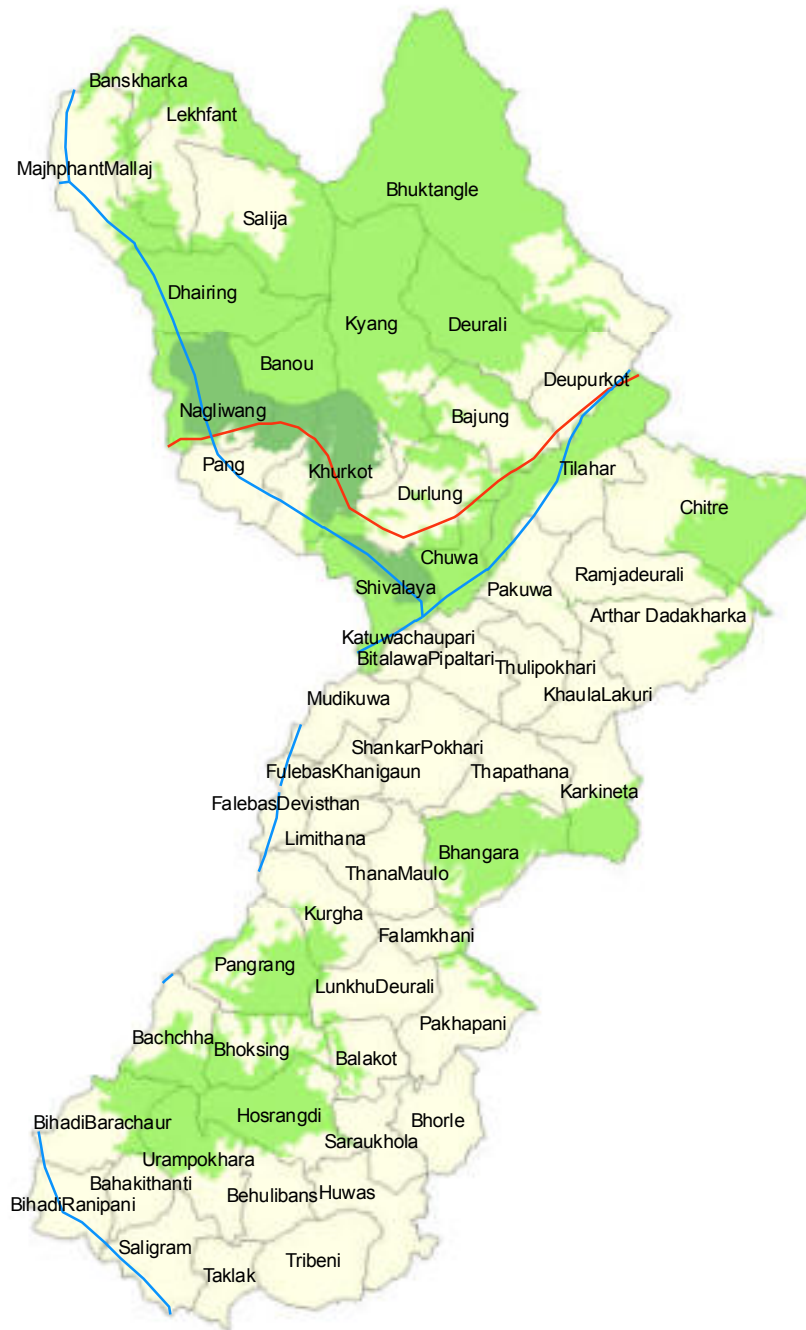 Banskharka
Lekhfant
MajhphantMallaj
Bhuktangle
Salija
Dhairing
Kyang
Deurali
Banou
Deupurkot
Nagliwang
Bajung
Pang
Khurkot
Tilahar
Durlung
Chitre
Chuwa
Ramjadeurali
Shivalaya
Pakuwa
Arthar Dadakharka
Katuwachaupari
BitalawaPipaltari
Thulipokhari
Mudikuwa
KhaulaLakuri
ShankarPokhari
FulebasKhanigaun
Thapathana
Karkineta
FalebasDevisthan
Limithana
Bhangara
ThanaMaulo
Kurgha
Falamkhani
Pangrang
LunkhuDeurali
Pakhapani
Bachchha
Bhoksing
Balakot
Hosrangdi
BihadiBarachaur
Bhorle
Saraukhola
Urampokhara
Bahakithanti
Behulibans
Huwas
BihadiRanipani
Saligram
Tribeni
Taklak